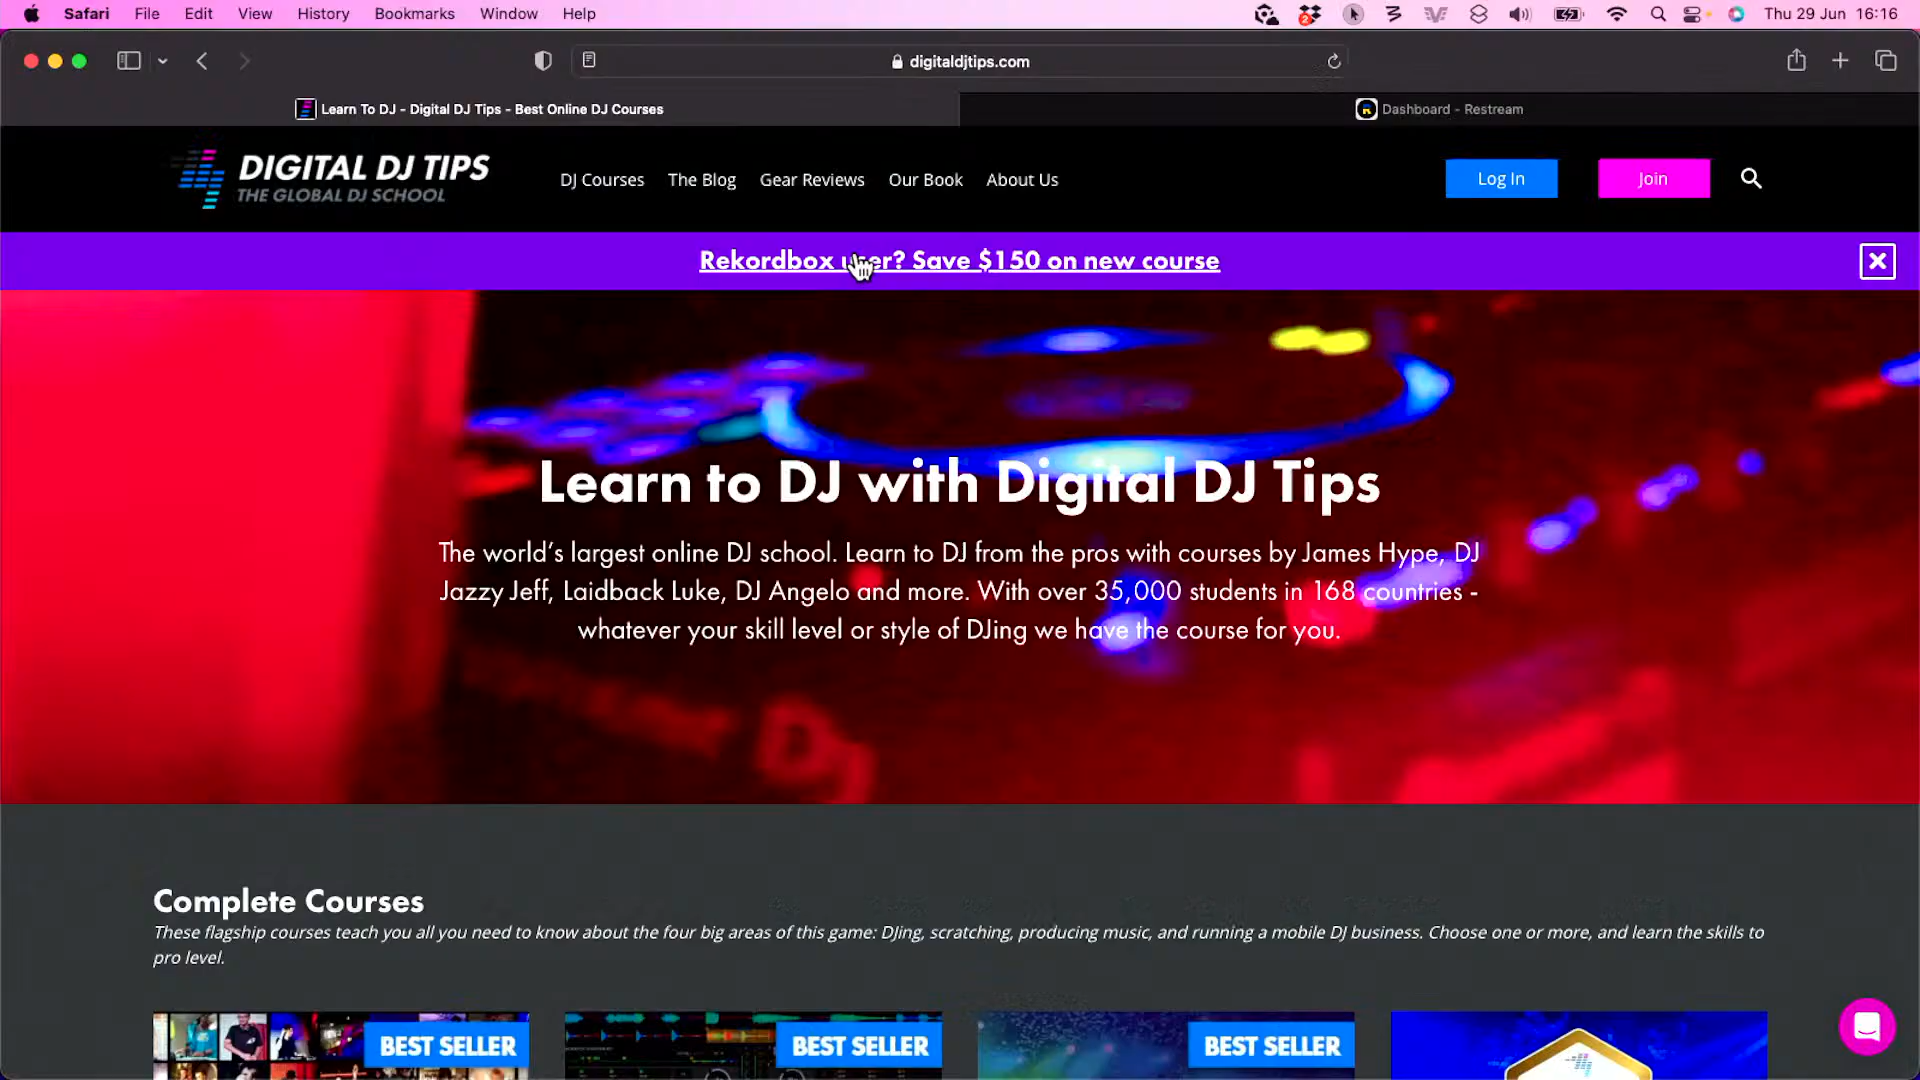 Safari File Edit View History Bookmarks Window Help
2
Thu 29 Jun 16:16
digitaldjtips.com
Learn To DJ - Digital DJ Tips - Best Online DJ Courses
Dashboard - Restream
DIGITAL DJ TIPS
THE GLOBAL DJ SCHOOL
DJ Courses The Blog Gear Reviews Our Book About Us
Log In
Join
Rekordbox user? Save $150 on new course
Learn to DJ with Digital DJ Tips
The world’s largest online DJ school. Learn to DJ from the pros with courses by James Hype, DJ
Jazzy Jeff, Laidback Luke, DJ Angelo and more. With over 35,000 students in 168 countries -
whatever your skill level or style of DJing we have the course for you.
Complete Courses
These flagship courses teach you all you need to know about the four big areas of this game: DJing, scratching, producing music, and running a mobile DJ business. Choose one or more, and learn the skills to
pro level.
BEST SELLER
BEST SELLER
BEST SELLER